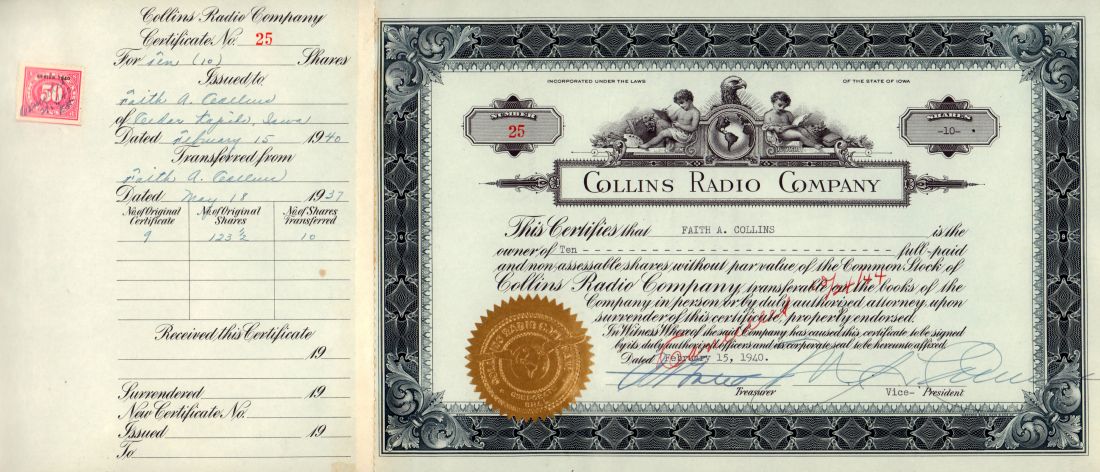 Collins Radio Company
Certificate No. 25
For Ten (10) Shares
Issued to
Faith A. Collins
of Cedar Rapids, Iowa
Dated February 15 1940
Transferred from
Faith A. Collins
Dated May 18 1937
No. of Original Certificate No. of Original Shares No. of Shares Transferred
9 123 1/2 10
Received this Certificate
19
Surrendered 19
New Certificate No.
Issued 19
To
50
INCORPORATED UNDER THE LAWS OF THE STATE OF IOWA
NUMBER
25
SHARES
-10-
COLLINS RADIO COMPANY
This Certifies that FAITH A. COLLINS is the
owner of Ten full-paid
and non-assessable shares without par value of the Common Stock of
Collins Radio Company transferable on the books of the
Company in person or by duly authorized attorney upon
surrender of this certificate properly endorsed.
In Witness Whereof the said Company has caused this certificate to be signed
by its duly authorized officers and its corporate seal to be hereunto affixed.
Dated February 15, 1940.
Cancelled 10/24/44
Treasurer Vice- President